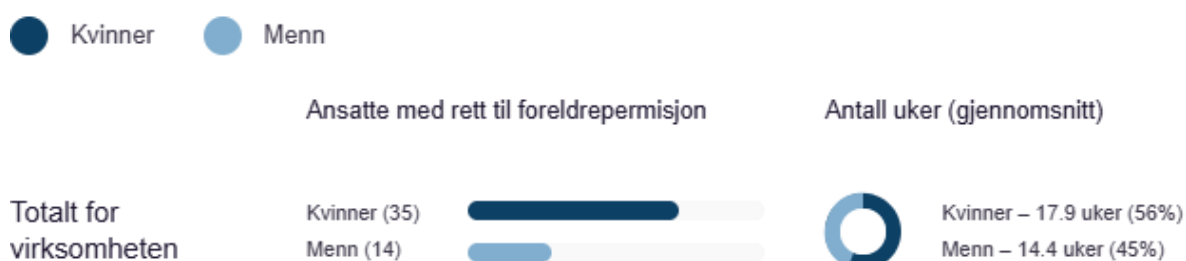 Kvinner Menn
Ansatte med rett til foreldrepermisjon Antall uker (gjennomsnitt)
Totalt for virksomheten
Kvinner (35)
Menn (14)
Kvinner – 17.9 uker (56%)
Menn – 14.4 uker (45%)